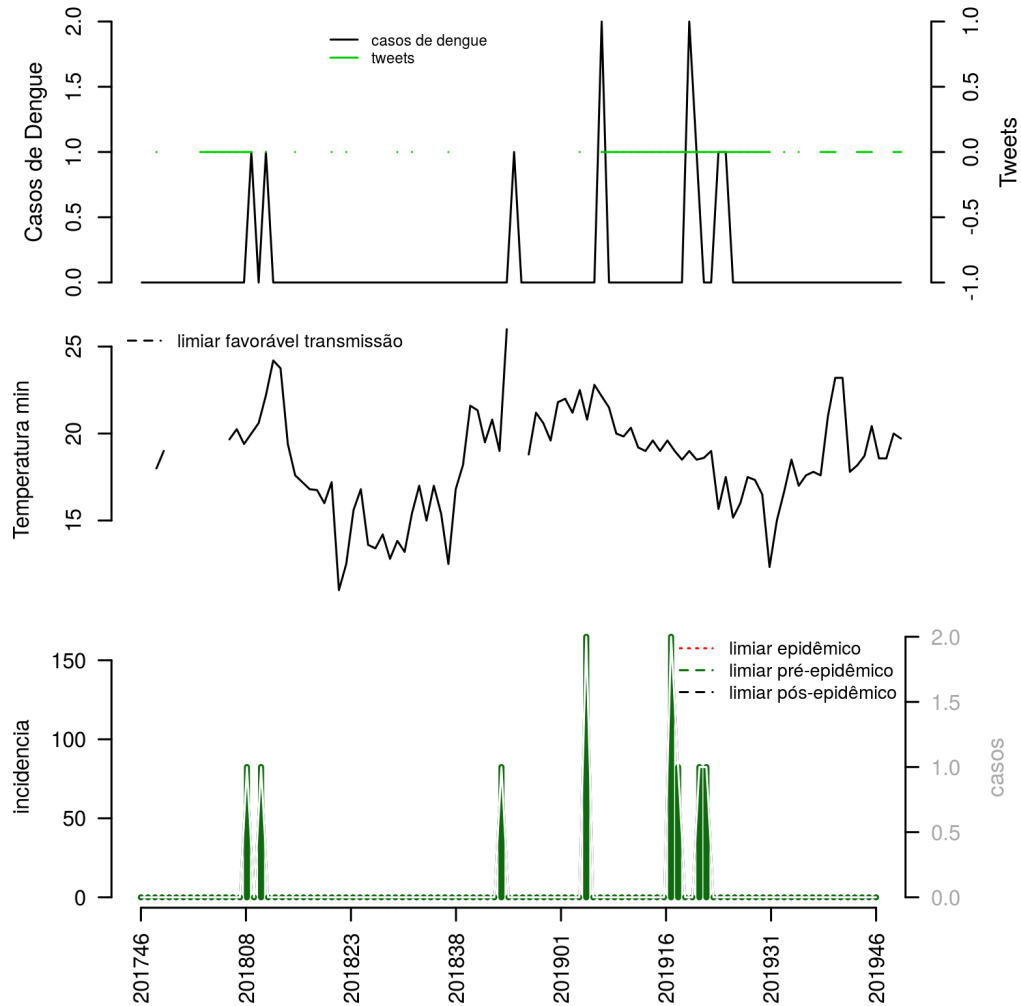 Casos de Dengue
2.0
1.5
1.0
0.5
0.0
casos de dengue
tweets
1.0
0.5
0.0
-0.5
-1.0
Tweets
Temperatura min
25
20
15
limiar favorável transmissão
incidencia
150
100
50
0
limiar epidêmico
limiar pré-epidêmico
limiar pós-epidêmico
2.0
1.5
1.0
0.5
0.0
casos
201746
201808
201823
201838
201901
201916
201931
201946